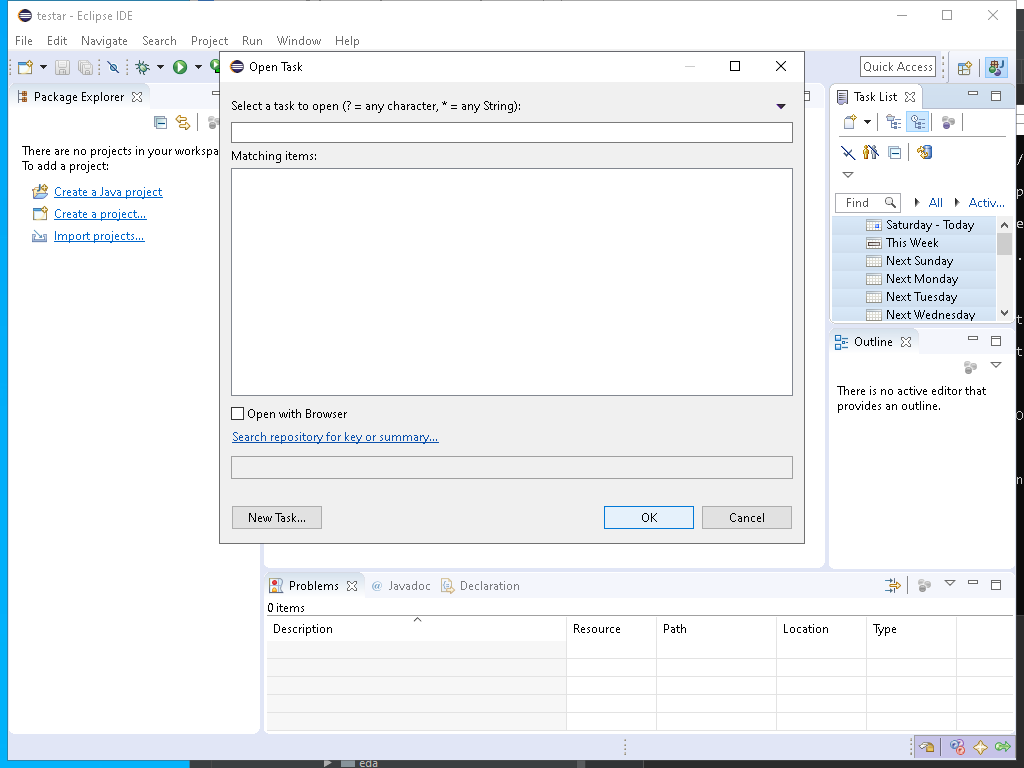 testar - Eclipse IDE
File Edit Navigate Search Project Run Window Help
Quick Access
Package Explorer
There are no projects in your workspa
To add a project:
Create a Java project
Create a project...
Import projects...
Open Task
Select a task to open (? = any character, * = any String):
Matching items:
Open with Browser
Search repository for key or summary...
New Task...
OK
Cancel
Task List
Find
All
Activ...
Saturday - Today
This Week
Next Sunday
Next Monday
Next Tuesday
Next Wednesday
Outline
There is no active editor that
provides an outline.
Problems
@ Javadoc
Declaration
0 items
Description Resource Path Location Type
eda